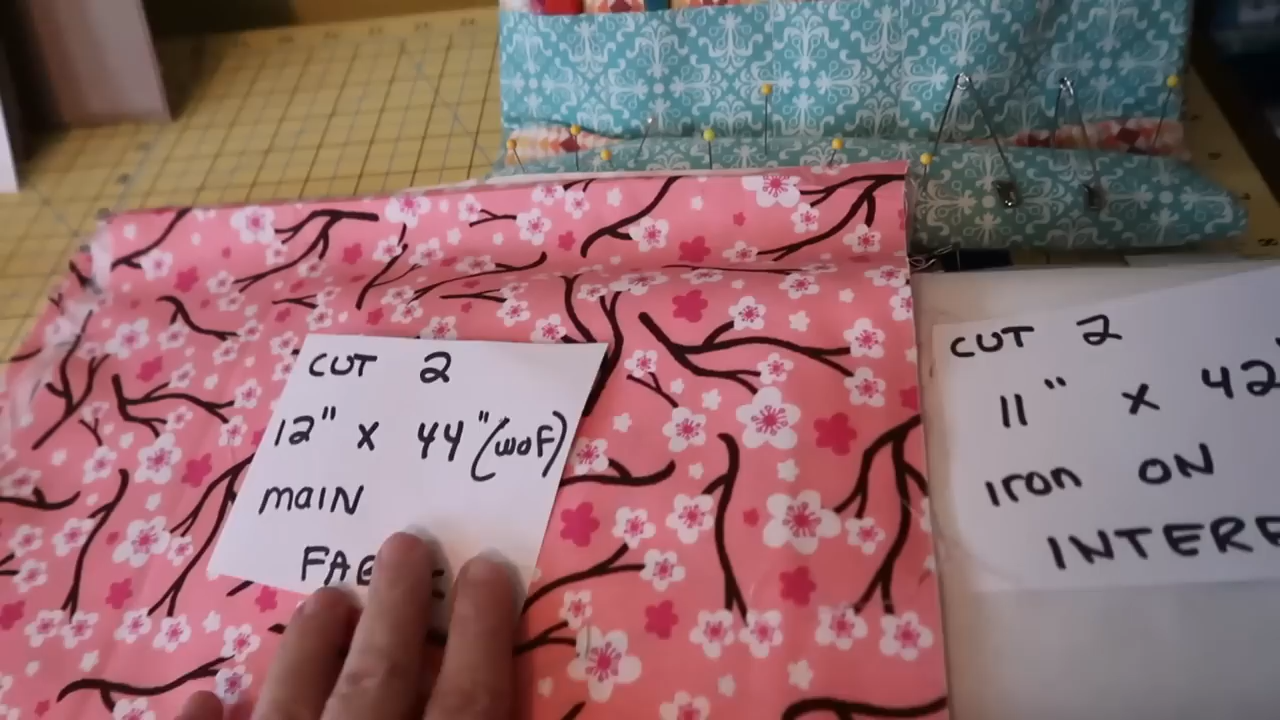 CUT 2
12" x 44" (WOF)
MAIN
CUT 2
11" x 42"
Iron ON